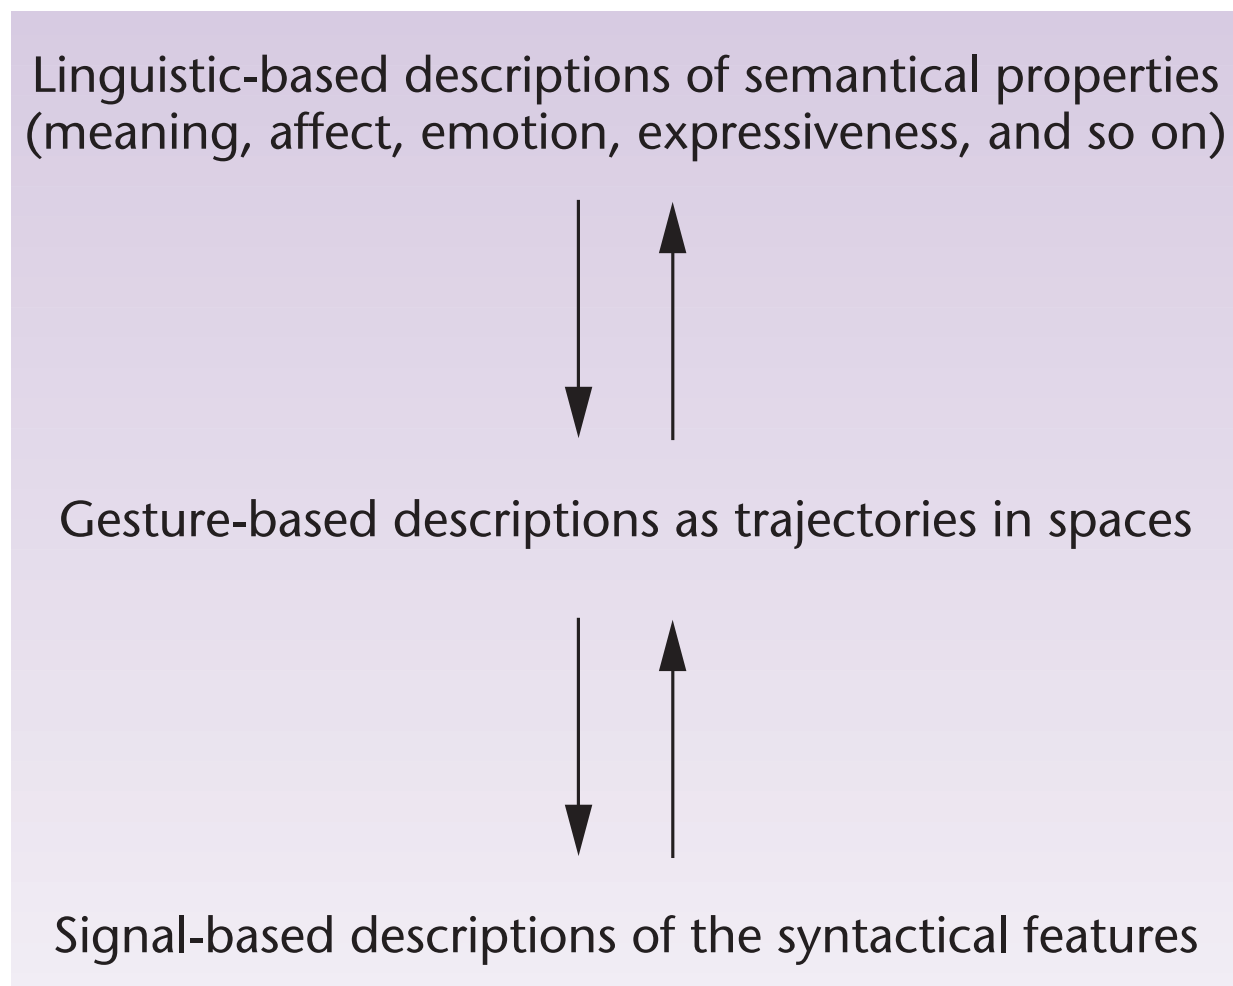 Linguistic-based descriptions of semantical properties
(meaning, affect, emotion, expressiveness, and so on)
Gesture-based descriptions as trajectories in spaces
Signal-based descriptions of the syntactical features